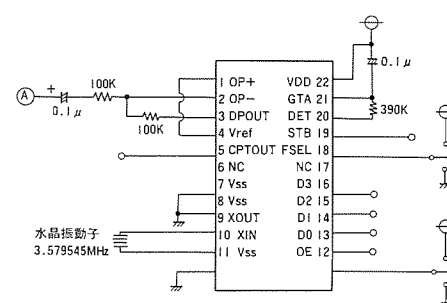 A
+
0.1μ
100K
100K
1 OP+
2 OP-
3 DPOUT
4 Vref
5 CPTOUT
6 NC
7 Vss
8 Vss
9 XOUT
10 XIN
11 Vss
VDD 22
GTA 21
DET 20
STB 19
FSEL 18
NC 17
D3 16
D2 15
D1 14
D0 13
OE 12
0.1μ
390K
水晶振動子
3.579545MHz